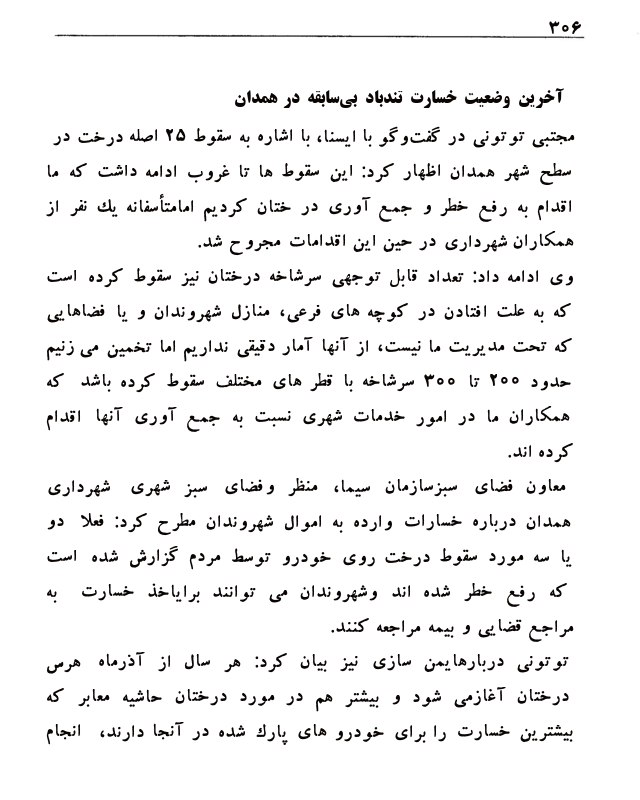 ۳۰۶
آخرین وضعیت خسارت تندباد بی‌سابقه در همدان
مجتبی توتونی در گفت‌وگو با ایسنا، با اشاره به سقوط ۲۵ اصله درخت در
سطح شهر همدان اظهار کرد: این سقوط ها تا غروب ادامه داشت که ما
اقدام به رفع خطر و جمع آوری در ختان کردیم امامتأسفانه یك نفر از
همکاران شهرداری در حین این اقدامات مجروح شد.
وی ادامه داد: تعداد قابل توجهی سرشاخه درختان نیز سقوط کرده است
که به علت افتادن در کوچه های فرعی، منازل شهروندان و یا فضاهایی
که تحت مدیریت ما نیست، از آنها آمار دقیقی نداریم اما تخمین می زنیم
حدود ۲۰۰ تا ۳۰۰ سرشاخه با قطر های مختلف سقوط کرده باشد که
همکاران ما در امور خدمات شهری نسبت به جمع آوری آنها اقدام
کرده اند.
معاون فضای سبزسازمان سیما، منظر وفضای سبز شهری شهرداری
همدان درباره خسارات وارده به اموال شهروندان مطرح کرد: فعلا دو
یا سه مورد سقوط درخت روی خودرو توسط مردم گزارش شده است
که رفع خطر شده اند وشهروندان می توانند برایاخذ خسارت به
مراجع قضایی و بیمه مراجعه کنند.
توتونی دربارهایمن سازی نیز بیان کرد: هر سال از آذرماه هرس
درختان آغازمی شود و بیشتر هم در مورد درختان حاشیه معابر که
بیشترین خسارت را برای خودرو های پارك شده در آنجا دارند، انجام